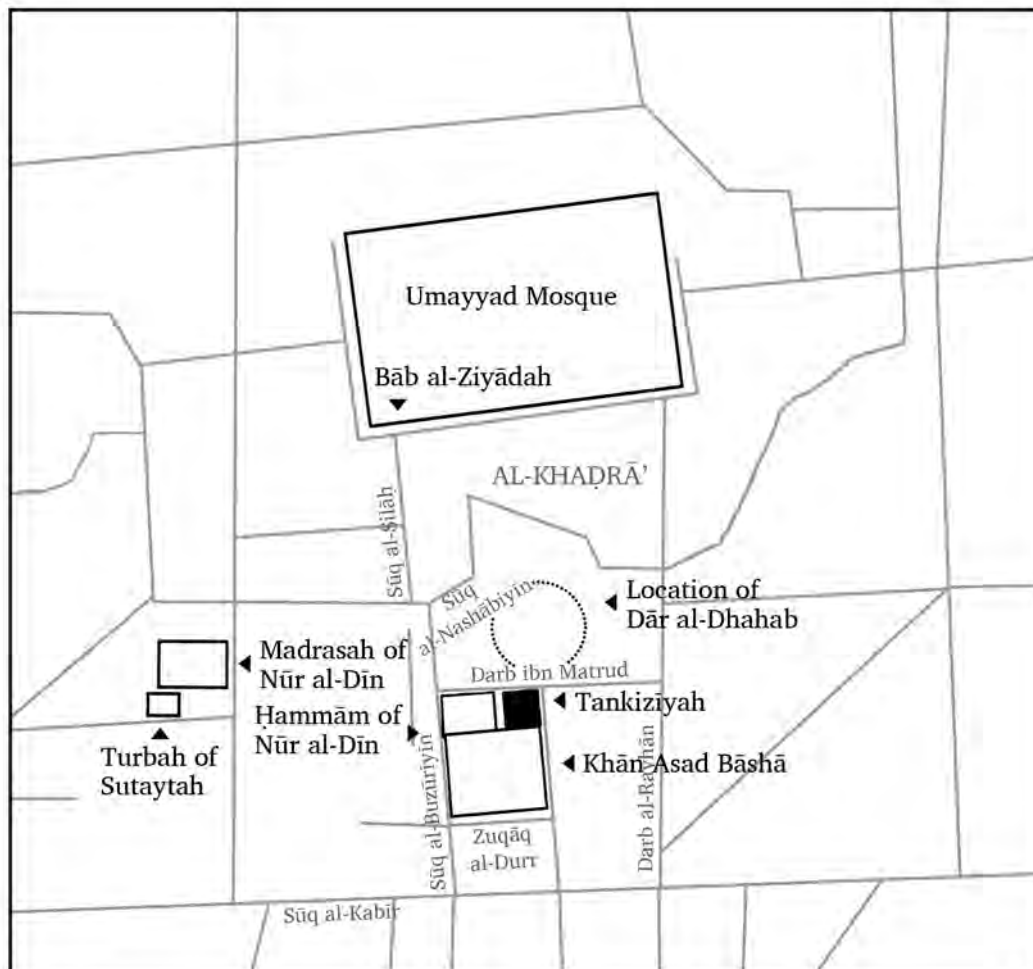 Umayyad Mosque
Bāb al-Ziyādah
AL-KHAḌRĀ'
Sūq al-Silāḥ
Sūq
al-Nashābiyīn
Location of
Dār al-Dhahab
Madrasah of
Nūr al-Dīn
Darb ibn Matrud
Tankizīyah
Ḥammām of
Nūr al-Dīn
Turbah of
Sutaytah
Khān Asad Bāshā
Sūq al-Buzūriyīn
Darb al-Rayḥān
Zuqāq
al-Durr
Sūq al-Kabīr